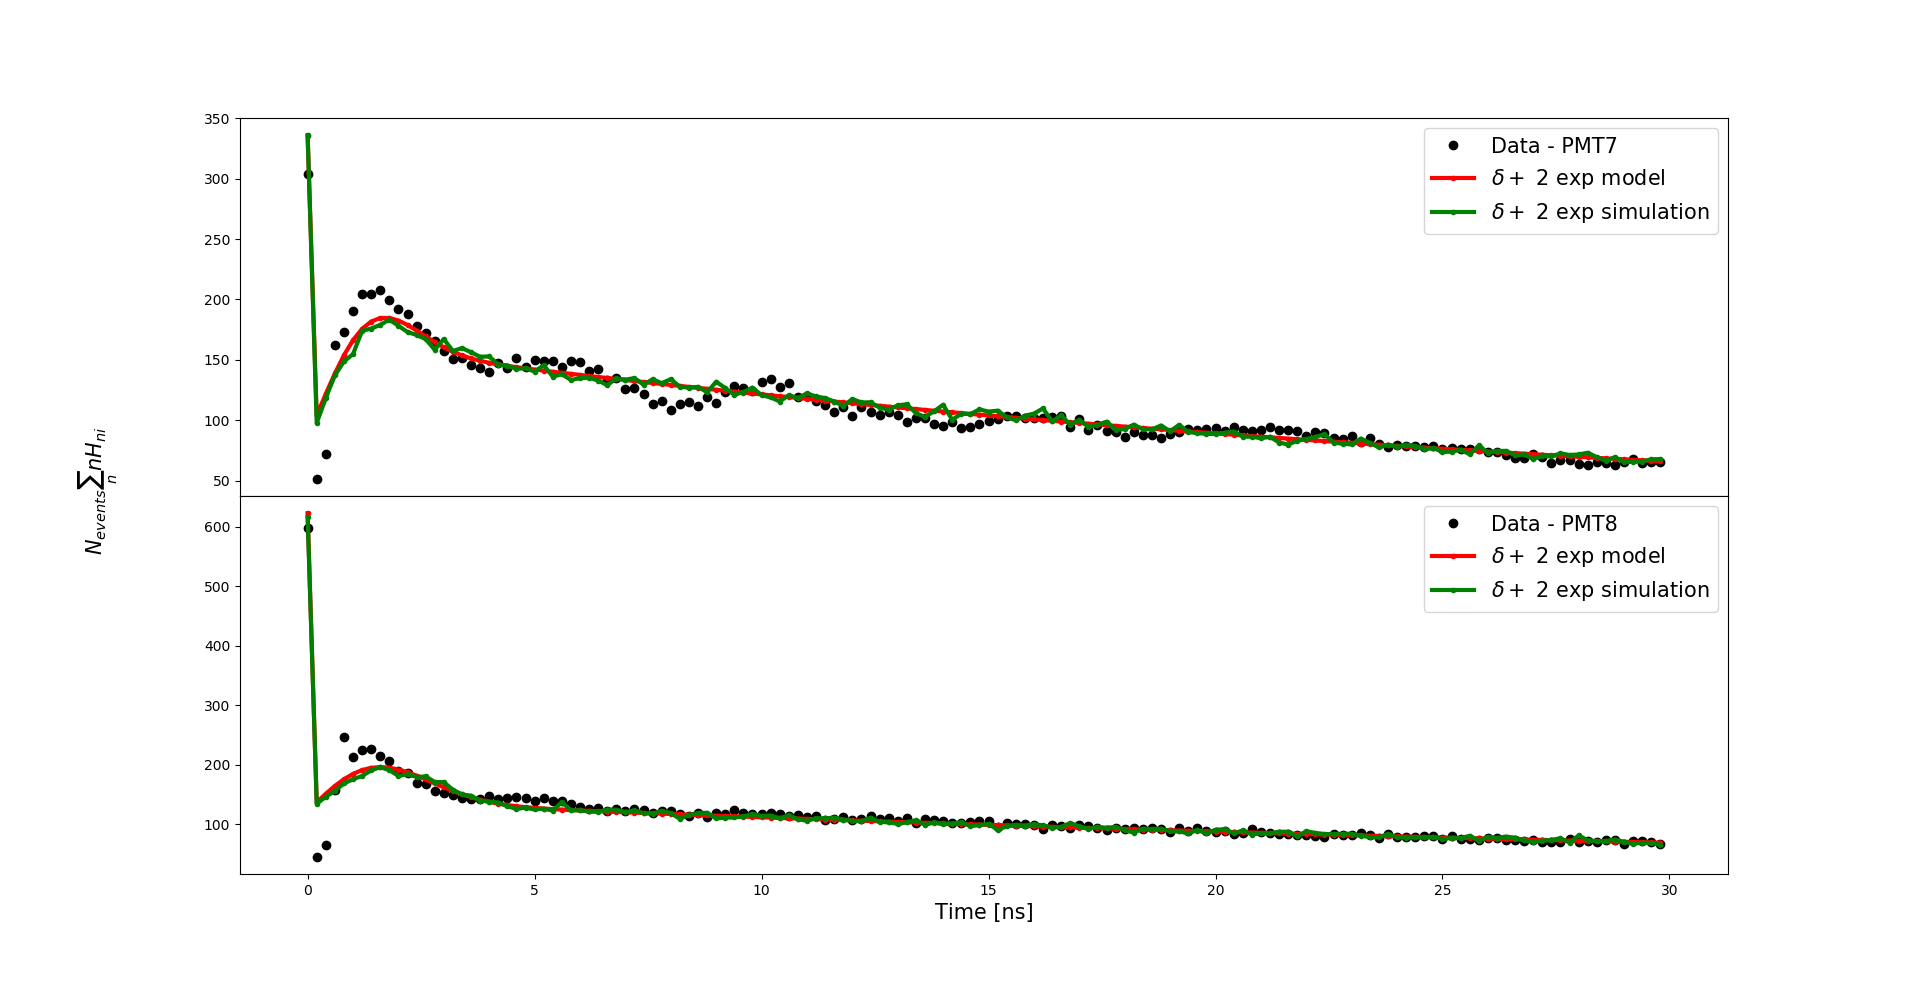 350
300
250
200
150
100
50
Data - PMT7
δ + 2 exp model
δ + 2 exp simulation
N_events ∑_n nH_ni
600
500
400
300
200
100
Data - PMT8
δ + 2 exp model
δ + 2 exp simulation
0 5 10 15 20 25 30
Time [ns]